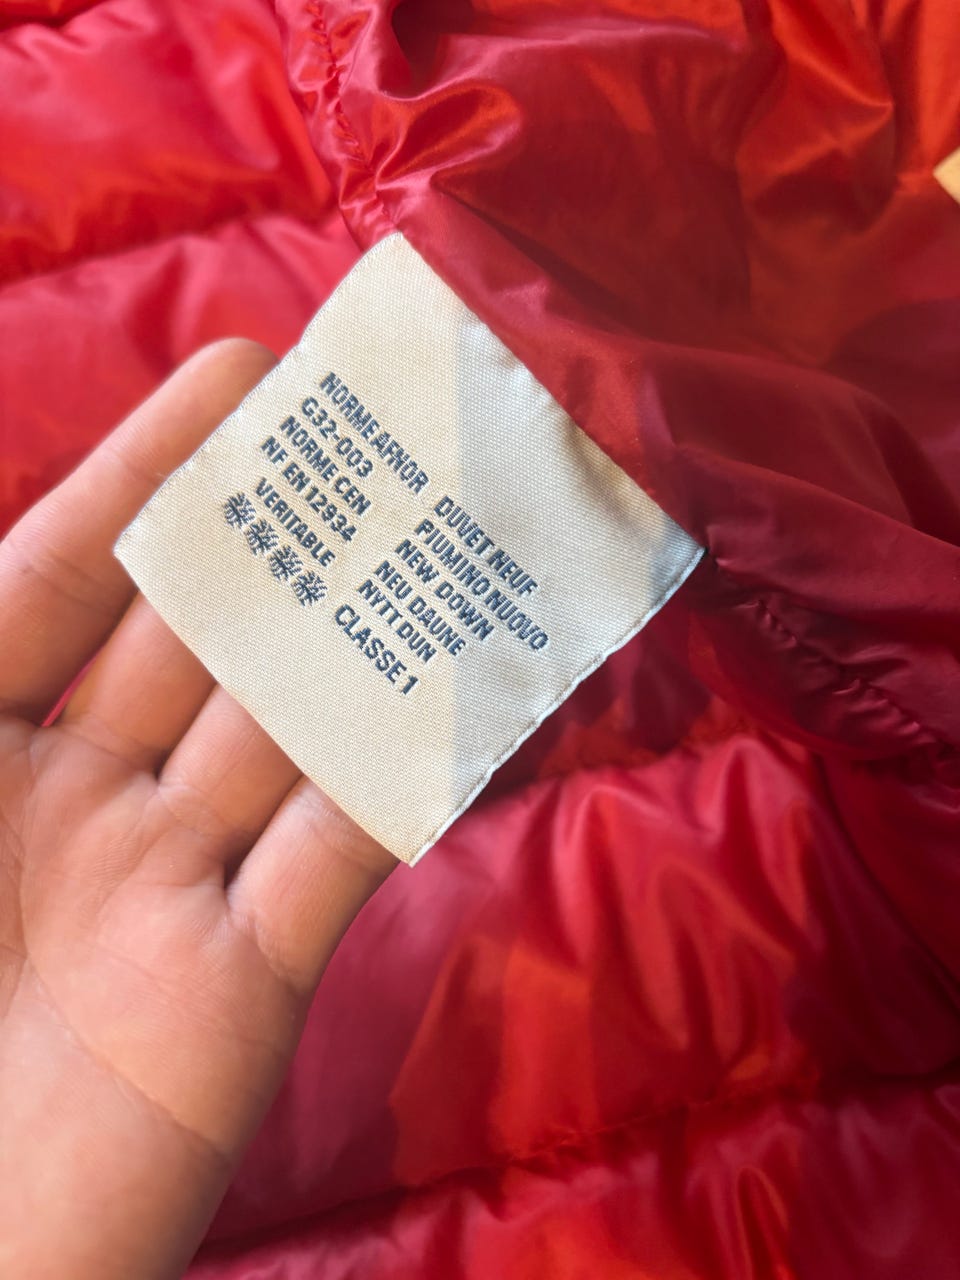 NORME AFNOR
G32-003
NORME CEN
NF EN 12934
VERITABLE
DUVET NEUF
PIUMINO NUOVO
NEW DOWN
NEU DAUNE
NYTT DUN
CLASSE 1